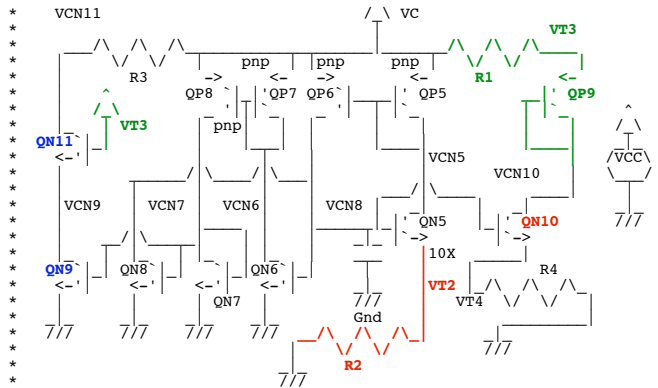 VCN11 VC
VT3
pnp pnp pnp
R3 R1
QP8 QP7 QP6 QP5 QP9
VT3 pnp
QN11
VCN5 VCC
VCN10
VCN9 VCN7 VCN6 VCN8
QN5 QN10
10X
QN9 QN8 QN6 R4
VT2
QN7 VT4
Gnd
R2